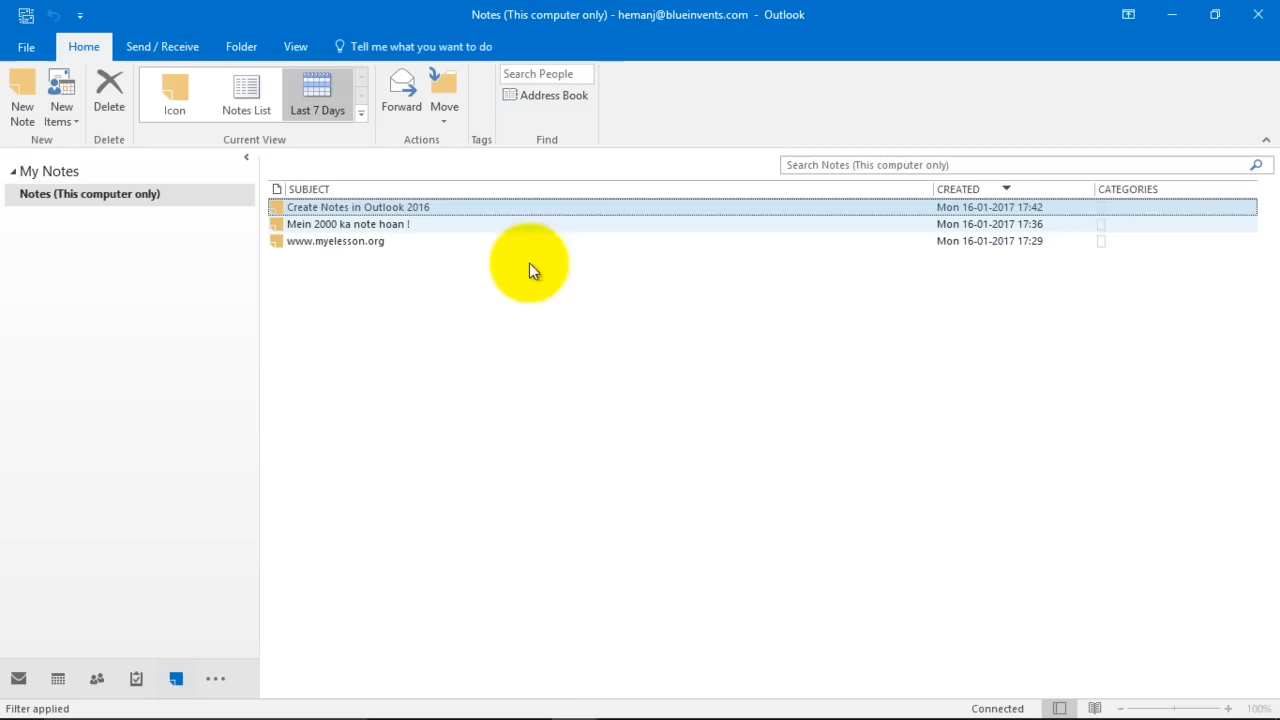 Notes (This computer only) - hemanj@blueinvents.com - Outlook
File Home Send / Receive Folder View Tell me what you want to do
New Note
New Items
Delete
Icon
Notes List
Last 7 Days
Forward
Move
Search People
Address Book
New Delete Current View Actions Tags Find
My Notes
Notes (This computer only)
Search Notes (This computer only)
SUBJECT CREATED CATEGORIES
Create Notes in Outlook 2016 Mon 16-01-2017 17:42
Mein 2000 ka note hoan ! Mon 16-01-2017 17:36
www.myelesson.org Mon 16-01-2017 17:29
Filter applied Connected 100%